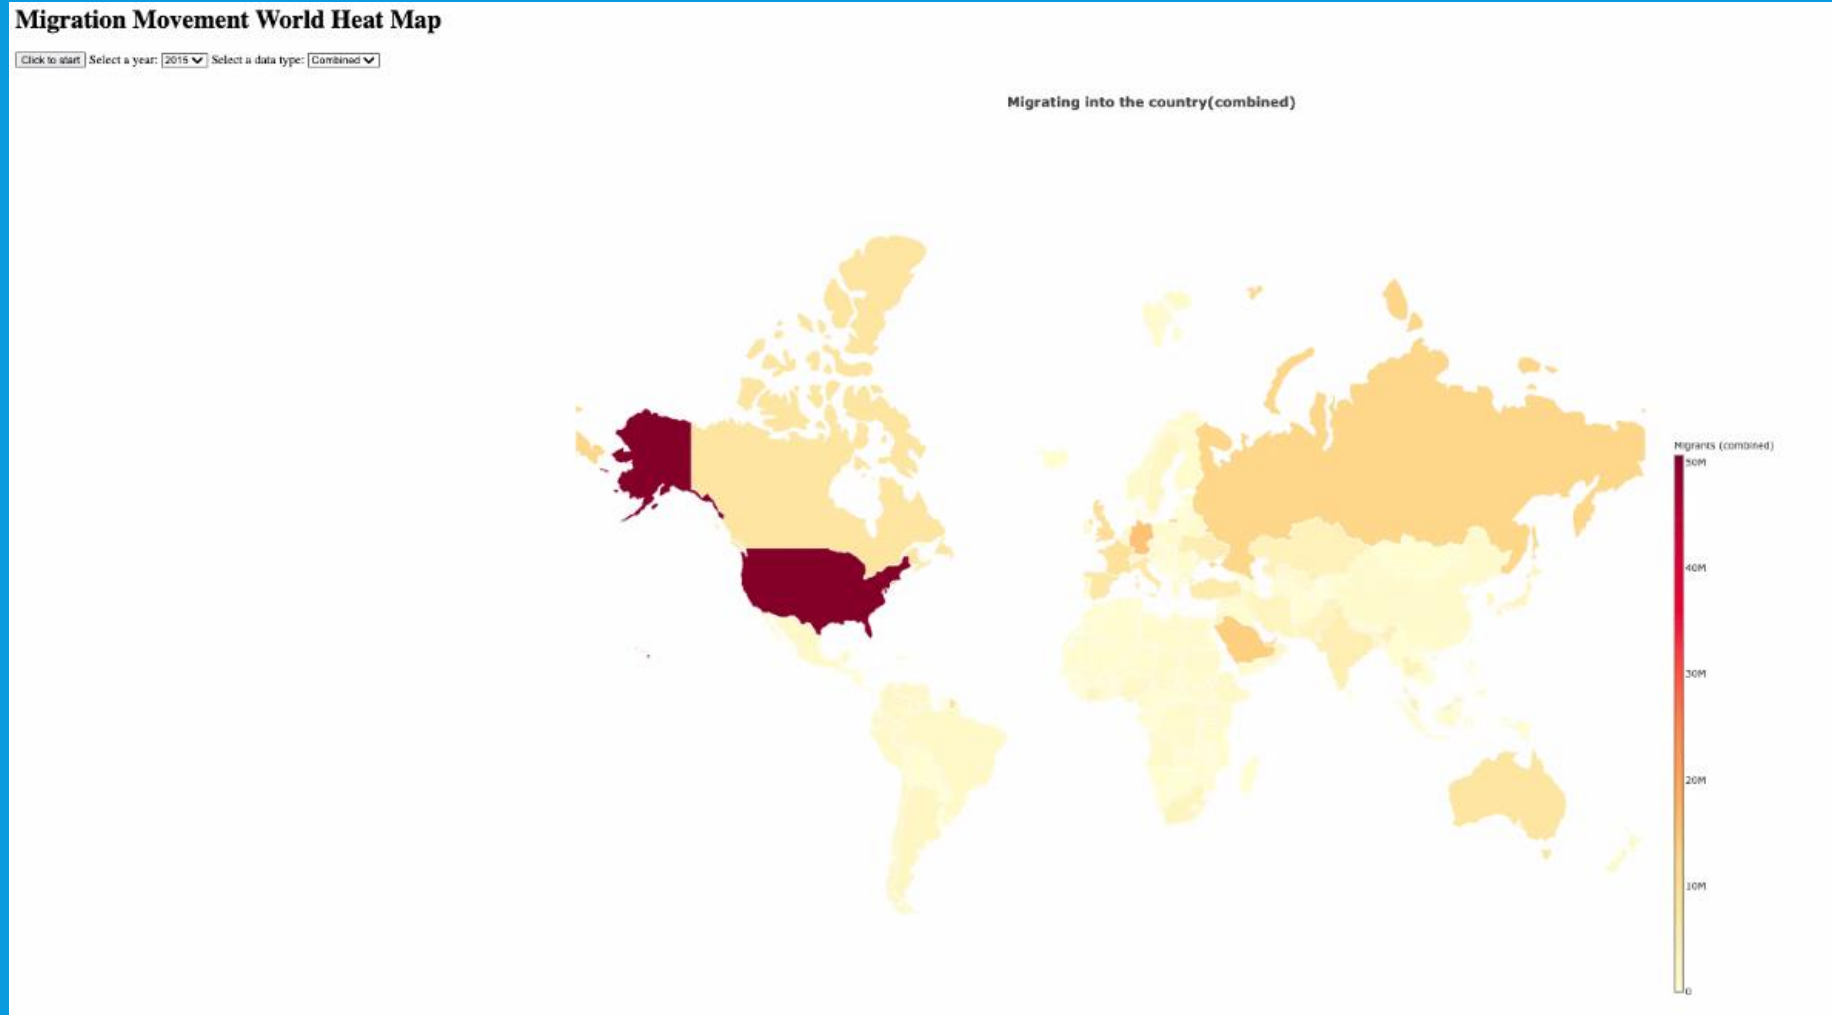 Migration Movement World Heat Map
Click to start Select a year: 2015 Select a data type: Combined
Migrating into the country(combined)
Migrants (combined)
50M
40M
30M
20M
10M
0